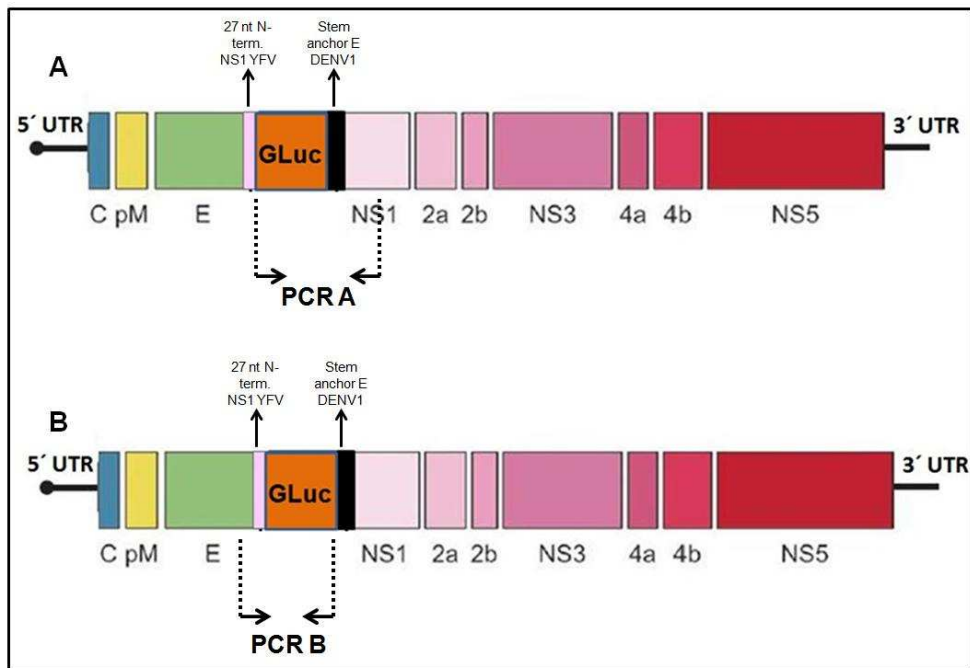 27 nt N-
term.
NS1 YFV
Stem
anchor E
DENV1
A
5´ UTR
3´ UTR
GLuc
C pM E NS1 2a 2b NS3 4a 4b NS5
PCR A
27 nt N-
term.
NS1 YFV
Stem
anchor E
DENV1
B
5´ UTR
3´ UTR
GLuc
C pM E NS1 2a 2b NS3 4a 4b NS5
PCR B